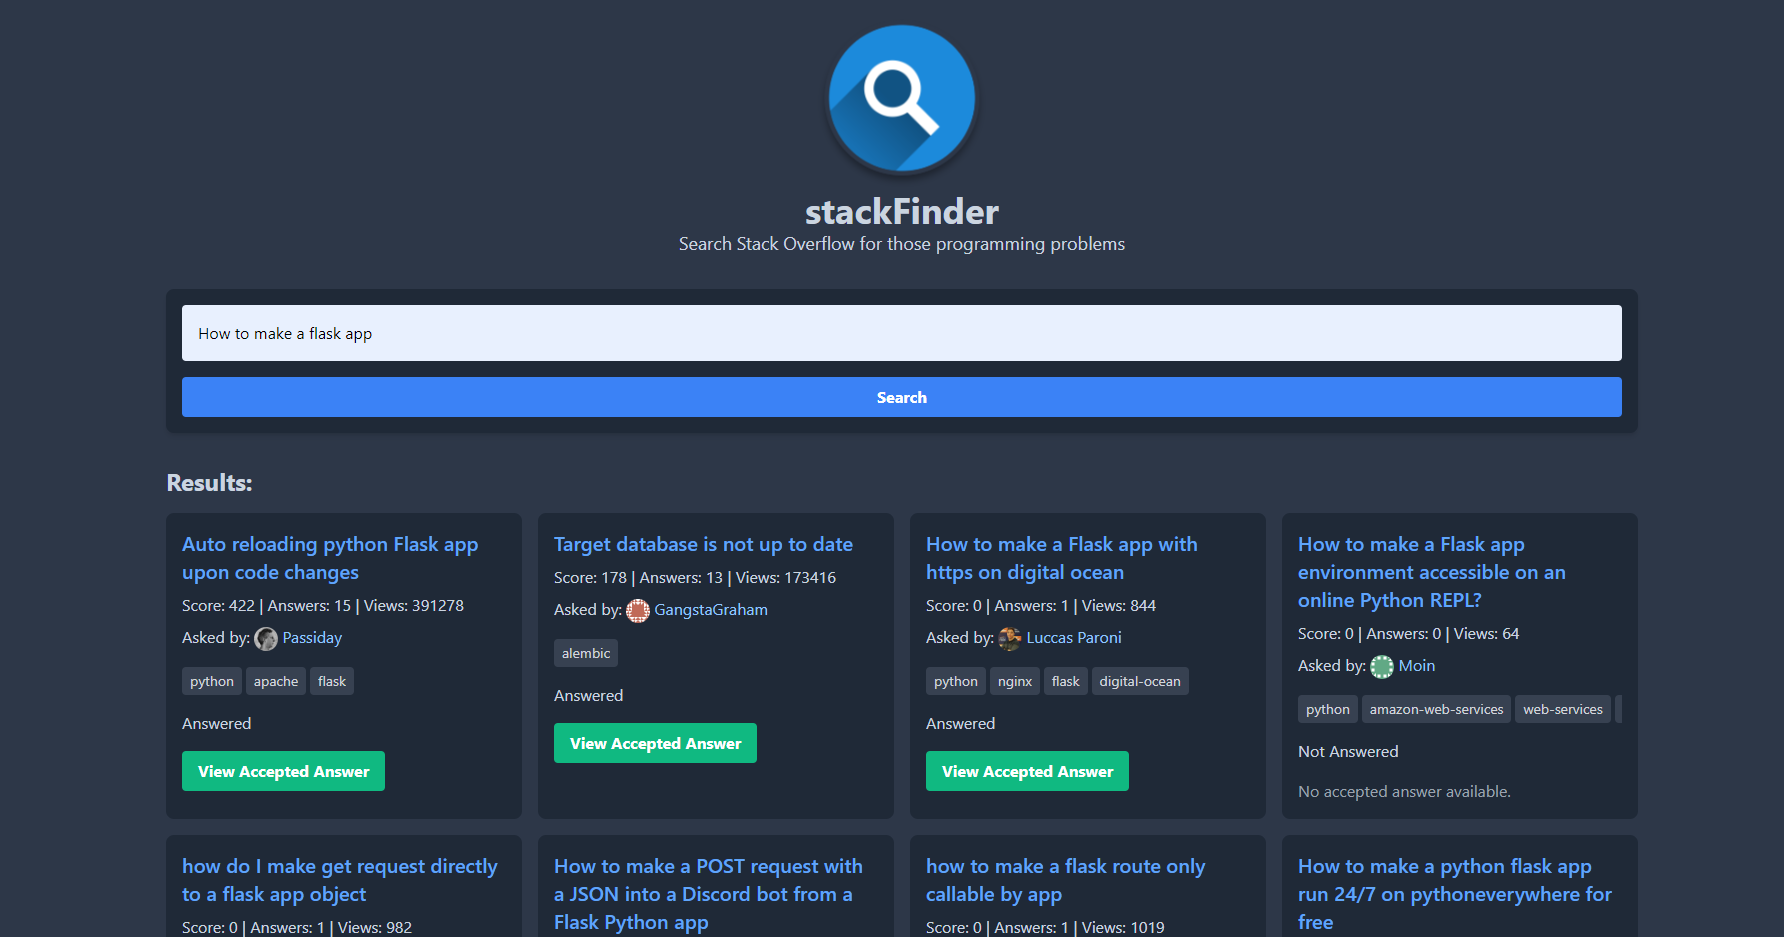 stackFinder
Search Stack Overflow for those programming problems
How to make a flask app
Search
Results:
Auto reloading python Flask app
upon code changes
Score: 422 | Answers: 15 | Views: 391278
Asked by: Passiday
python apache flask
Answered
View Accepted Answer
Target database is not up to date
Score: 178 | Answers: 13 | Views: 173416
Asked by: GangstaGraham
alembic
Answered
View Accepted Answer
How to make a Flask app with
https on digital ocean
Score: 0 | Answers: 1 | Views: 844
Asked by: Luccas Paroni
python nginx flask digital-ocean
Answered
View Accepted Answer
How to make a Flask app
environment accessible on an
online Python REPL?
Score: 0 | Answers: 0 | Views: 64
Asked by: Moin
python amazon-web-services web-services
Not Answered
No accepted answer available.
how do I make get request directly
to a flask app object
Score: 0 | Answers: 1 | Views: 982
How to make a POST request with
a JSON into a Discord bot from a
Flask Python app
how to make a flask route only
callable by app
Score: 0 | Answers: 1 | Views: 1019
How to make a python flask app
run 24/7 on pythoneverywhere for
free